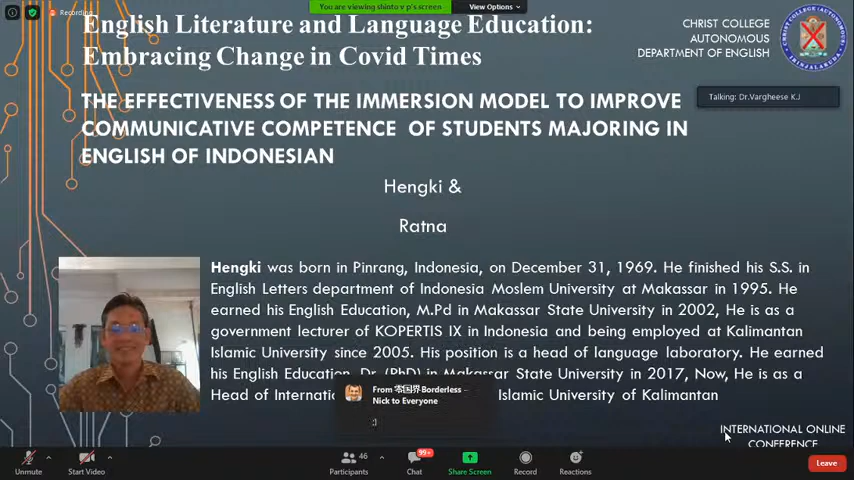 Recording
You are viewing shinto v p's screen
View Options
English Literature and Language Education:
Embracing Change in Covid Times
CHRIST COLLEGE
AUTONOMOUS
DEPARTMENT OF ENGLISH
Talking: Dr.Vargheese K.J
THE EFFECTIVENESS OF THE IMMERSION MODEL TO IMPROVE
COMMUNICATIVE COMPETENCE OF STUDENTS MAJORING IN
ENGLISH OF INDONESIAN
Hengki &
Ratna
Hengki was born in Pinrang, Indonesia, on December 31, 1969. He finished his S.S. in
English Letters department of Indonesia Moslem University at Makassar in 1995. He
earned his English Education, M.Pd in Makassar State University in 2002, He is as a
government lecturer of KOPERTIS IX in Indonesia and being employed at Kalimantan
Islamic University since 2005. His position is a head of language laboratory. He earned
his English Education, Dr. (PhD) in Makassar State University in 2017, Now, He is as a
Head of Internatio Islamic University of Kalimantan
Borderless –
From
Nick to Everyone
:)
INTERNATIONAL ONLINE
CONFERENCE
Unmute
Start Video
46
Participants
99+
Chat
Share Screen
Record
Reactions
Leave